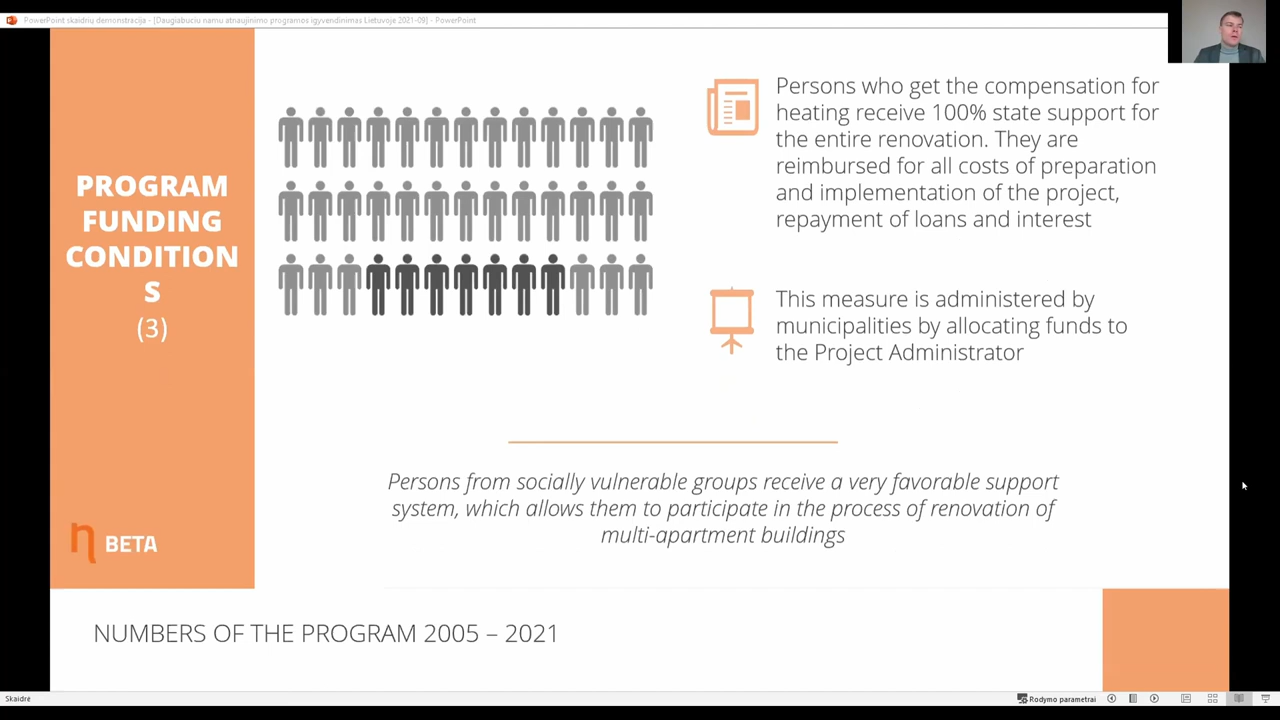 PowerPoint skaidrių demonstracija - [Daugiabuciu namu atnaujinimo programos igyvendinimas Lietuvoje 2021-09] - PowerPoint
PROGRAM
FUNDING
CONDITION
S
(3)
η BETA
Persons who get the compensation for
heating receive 100% state support for
the entire renovation. They are
reimbursed for all costs of preparation
and implementation of the project,
repayment of loans and interest
This measure is administered by
municipalities by allocating funds to
the Project Administrator
Persons from socially vulnerable groups receive a very favorable support
system, which allows them to participate in the process of renovation of
multi-apartment buildings
NUMBERS OF THE PROGRAM 2005 – 2021
Skaidrė
Rodymo parametrai